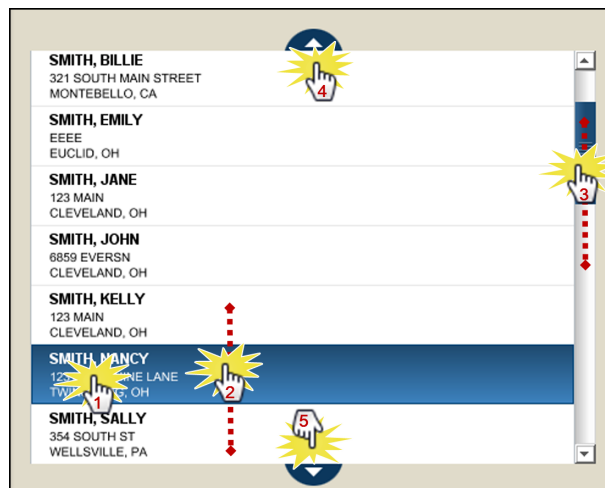 SMITH, BILLIE
321 SOUTH MAIN STREET
MONTEBELLO, CA
4
SMITH, EMILY
EEEE
EUCLID, OH
SMITH, JANE
123 MAIN
CLEVELAND, OH
3
SMITH, JOHN
6859 EVERSN
CLEVELAND, OH
SMITH, KELLY
123 MAIN
CLEVELAND, OH
SMITH, NANCY
LANE
OH
1
2
SMITH, SALLY
354 SOUTH ST
WELLSVILLE, PA
5